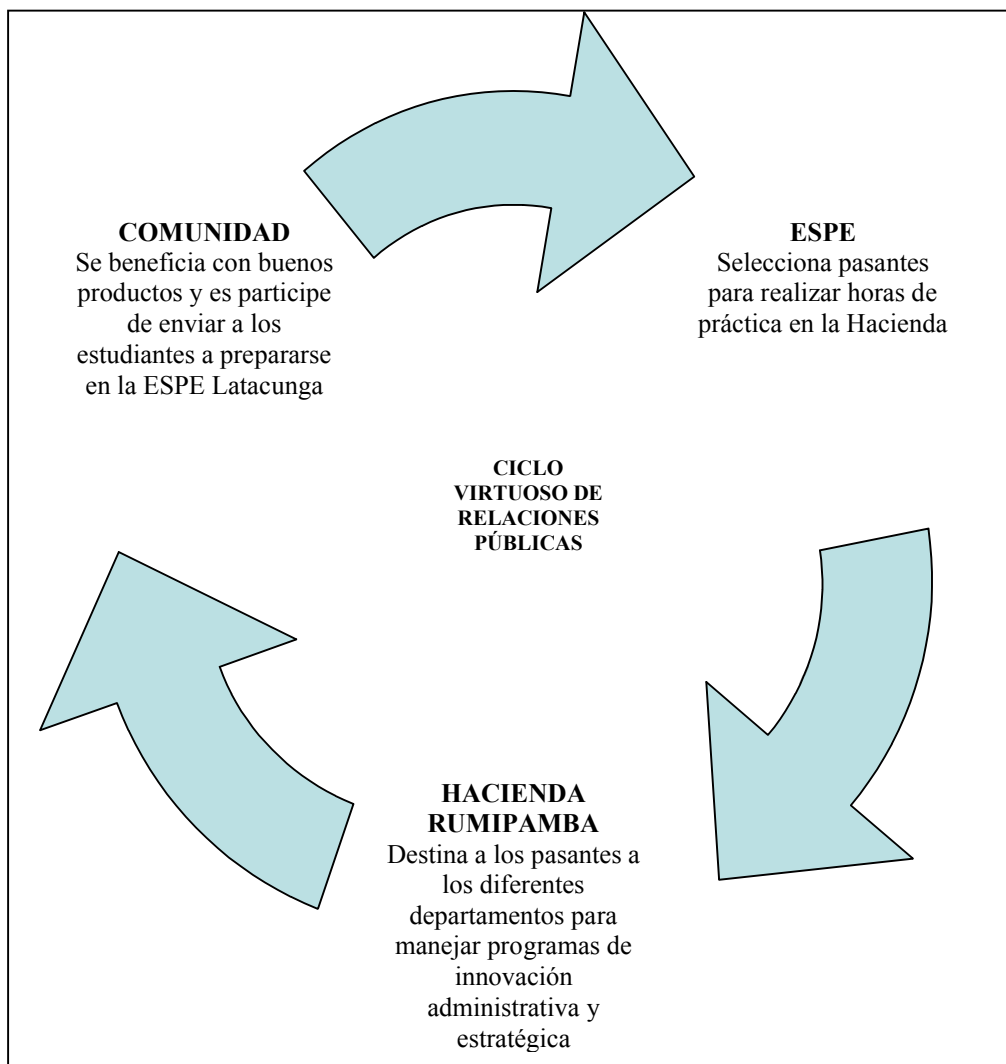 COMUNIDAD
Se beneficia con buenos
productos y es participe
de enviar a los
estudiantes a prepararse
en la ESPE Latacunga
ESPE
Selecciona pasantes
para realizar horas de
práctica en la Hacienda
CICLO
VIRTUOSO DE
RELACIONES
PÚBLICAS
HACIENDA
RUMIPAMBA
Destina a los pasantes a
los diferentes
departamentos para
manejar programas de
innovación
administrativa y
estratégica